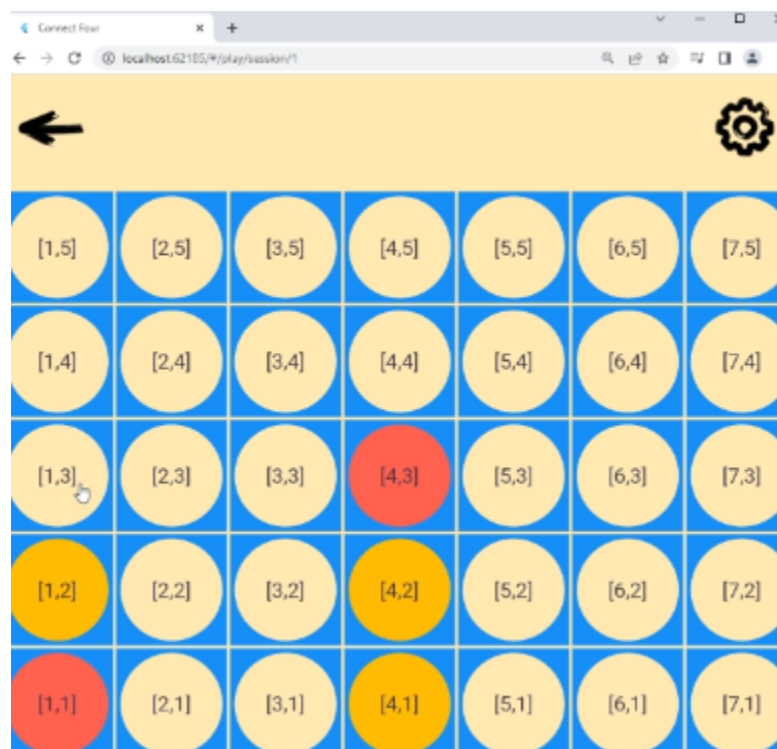 Connect Four
localhost:62185/#/play/session/1
[1,5] [2,5] [3,5] [4,5] [5,5] [6,5] [7,5]
[1,4] [2,4] [3,4] [4,4] [5,4] [6,4] [7,4]
[1,3] [2,3] [3,3] [4,3] [5,3] [6,3] [7,3]
[1,2] [2,2] [3,2] [4,2] [5,2] [6,2] [7,2]
[1,1] [2,1] [3,1] [4,1] [5,1] [6,1] [7,1]